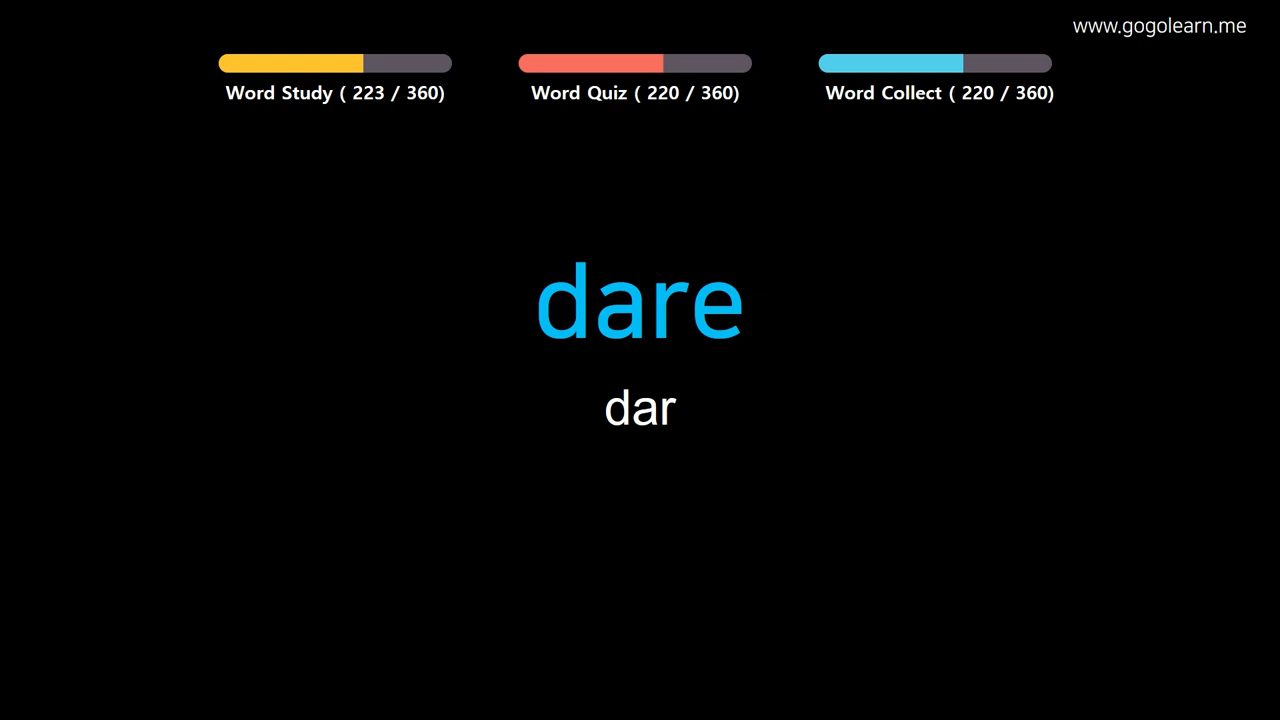 www.gogolearn.me
Word Study ( 223 / 360)
Word Quiz ( 220 / 360)
Word Collect ( 220 / 360)
dare
dar